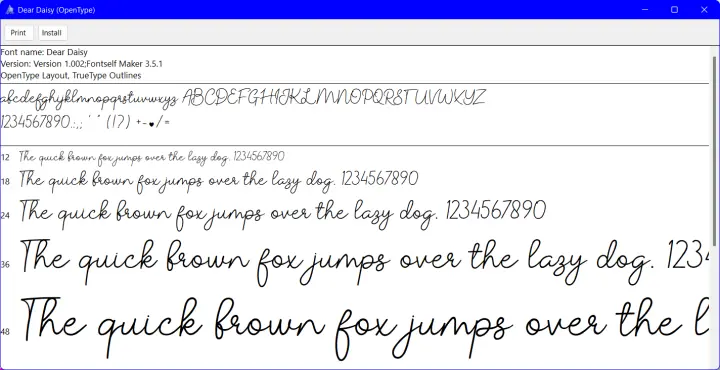 Dear Daisy (OpenType)
Print Install
Font name: Dear Daisy
Version: Version 1.002;Fontself Maker 3.5.1
OpenType Layout, TrueType Outlines
abcdefghijklmnopqrstuvwxyz ABCDEFGHIJKLMNOPQRSTUVWXYZ
1234567890.:,; ' " (!?) +-♥/=
12 The quick brown fox jumps over the lazy dog. 1234567890
18 The quick brown fox jumps over the lazy dog. 1234567890
24 The quick brown fox jumps over the lazy dog. 1234567890
36 The quick brown fox jumps over the lazy dog. 123
48 The quick brown fox jumps over the l